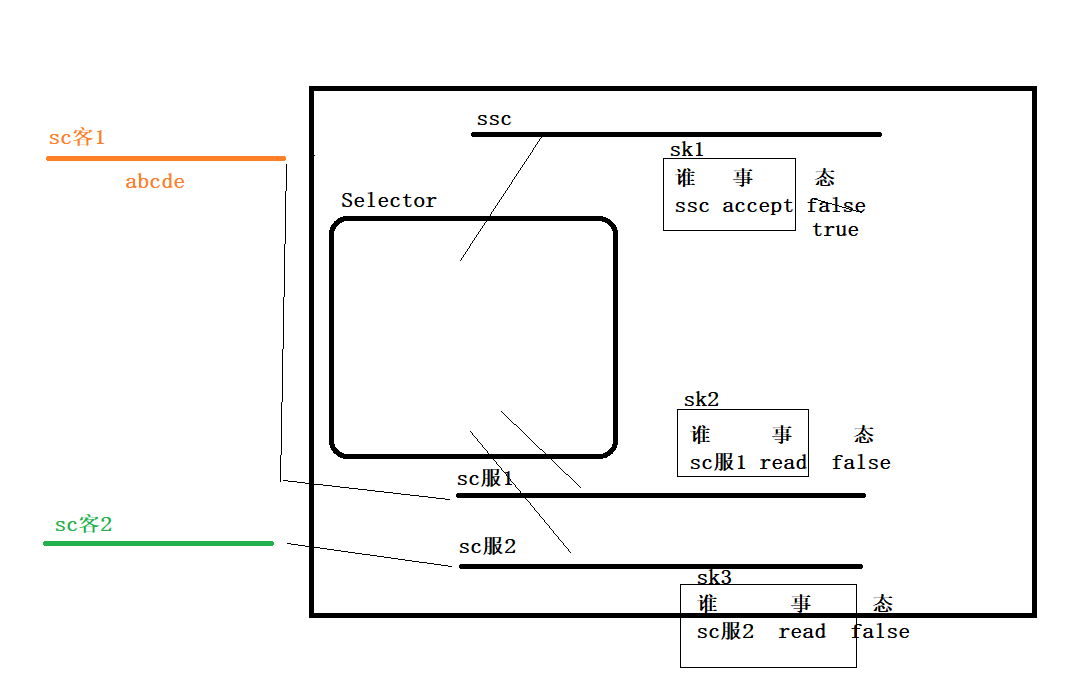 ssc
sc客1
sk1
谁 事 态
abcde
ssc accept false
Selector
true
sk2
谁 事 态
sc服1 read false
sc服1
sc客2
sc服2
sk3
谁 事 态
sc服2 read false